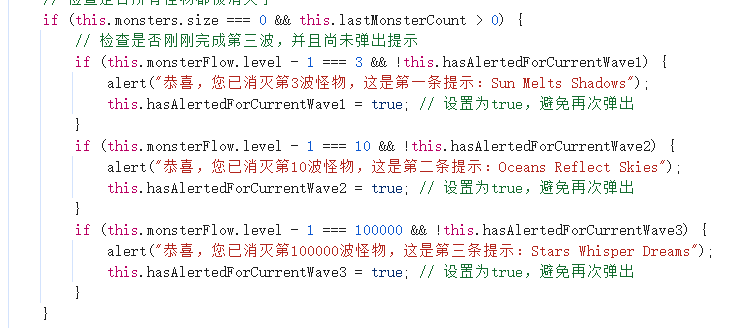 if (this.monsters.size === 0 && this.lastMonsterCount > 0) {
// 检查是否刚刚完成第三波，并且尚未弹出提示
if (this.monsterFlow.level - 1 === 3 && !this.hasAlertedForCurrentWave1) {
alert("恭喜，您已消灭第3波怪物，这是第一条提示：Sun Melts Shadows");
this.hasAlertedForCurrentWave1 = true; // 设置为true，避免再次弹出
}
if (this.monsterFlow.level - 1 === 10 && !this.hasAlertedForCurrentWave2) {
alert("恭喜，您已消灭第10波怪物，这是第二条提示：Oceans Reflect Skies");
this.hasAlertedForCurrentWave2 = true; // 设置为true，避免再次弹出
}
if (this.monsterFlow.level - 1 === 100000 && !this.hasAlertedForCurrentWave3) {
alert("恭喜，您已消灭第100000波怪物，这是第三条提示：Stars Whisper Dreams");
this.hasAlertedForCurrentWave3 = true; // 设置为true，避免再次弹出
}
}